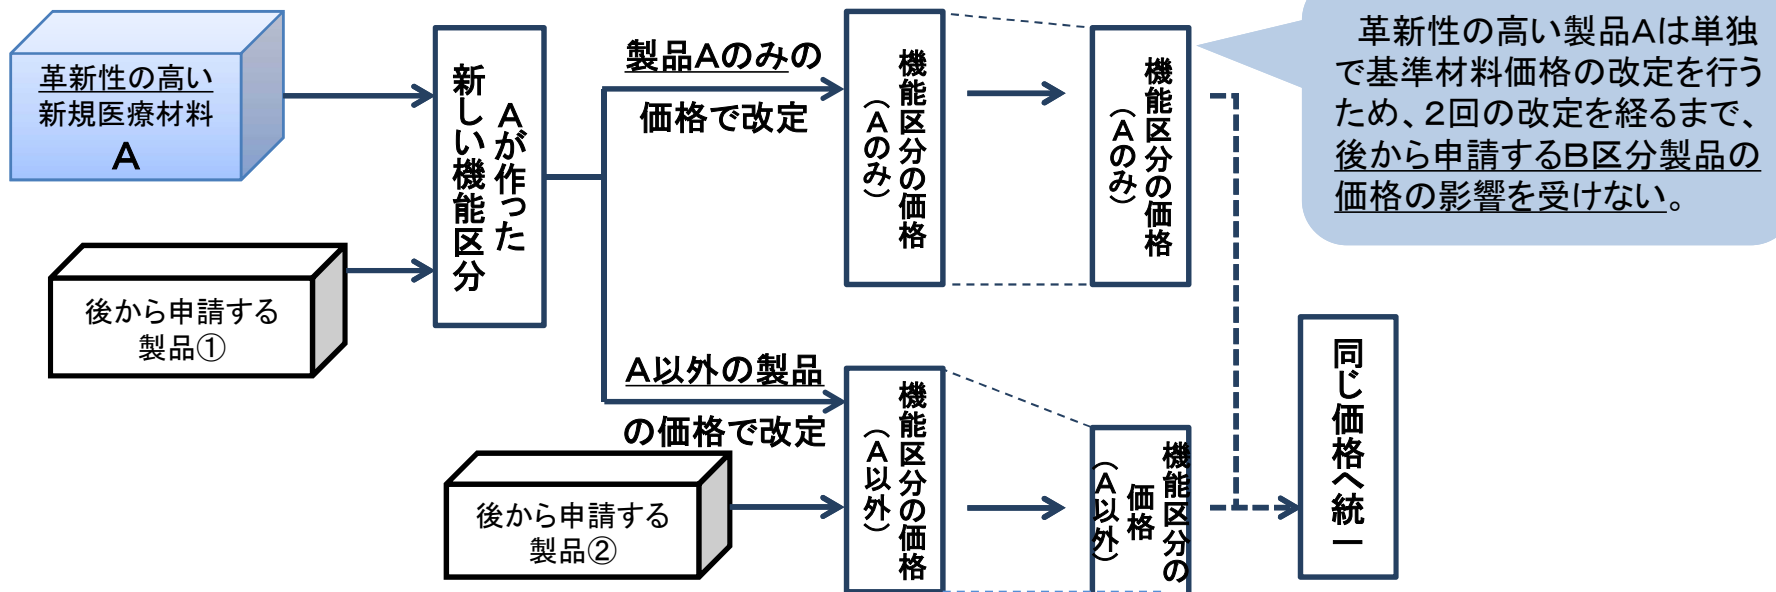 革新性の高い
新規医療材料
A
後から申請する
製品①
Aが作った
新しい機能区分
製品Aのみの
価格で改定
機能区分の価格
（Aのみ）
機能区分の価格
（Aのみ）
革新性の高い製品Aは単独
で基準材料価格の改定を行う
ため、2回の改定を経るまで、
後から申請するB区分製品の
価格の影響を受けない。
A以外の製品
の価格で改定
後から申請する
製品②
機能区分の価格
（A以外）
機能区分の
価格
（A以外）
同じ価格へ統一